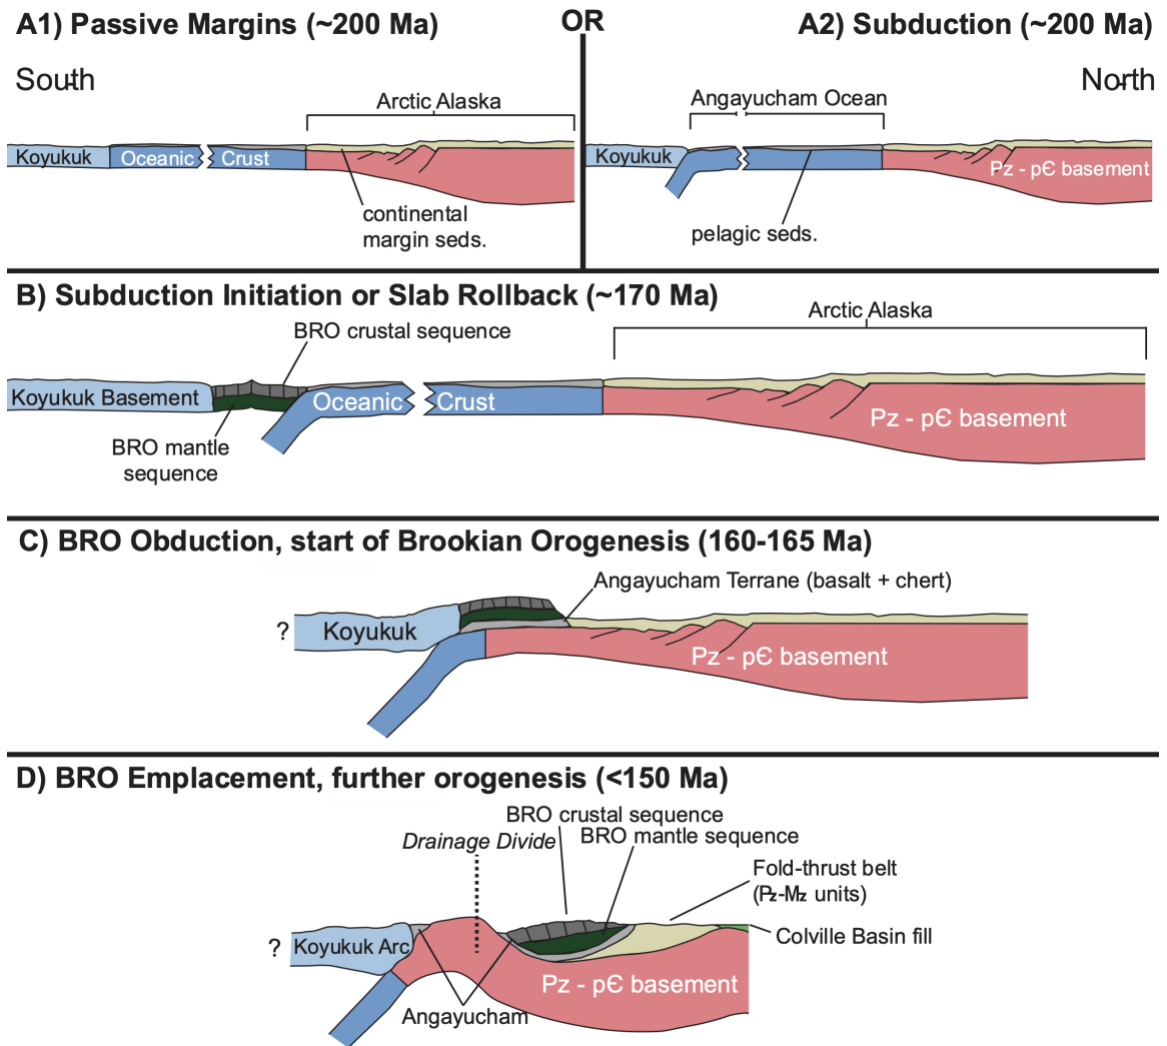 A1) Passive Margins (~200 Ma)
OR
A2) Subduction (~200 Ma)
South
North
Arctic Alaska
Angayucham Ocean
Koyukuk
Oceanic
Crust
Koyukuk
Pz - pЄ basement
continental
margin seds.
pelagic seds.
B) Subduction Initiation or Slab Rollback (~170 Ma)
Arctic Alaska
BRO crustal sequence
Koyukuk Basement
Oceanic
Crust
Pz - pЄ basement
BRO mantle
sequence
C) BRO Obduction, start of Brookian Orogenesis (160-165 Ma)
Angayucham Terrane (basalt + chert)
?
Koyukuk
Pz - pЄ basement
D) BRO Emplacement, further orogenesis (<150 Ma)
BRO crustal sequence
BRO mantle sequence
Drainage Divide
Fold-thrust belt
(Pz-Mz units)
Colville Basin fill
?
Koyukuk Arc
Pz - pЄ basement
Angayucham